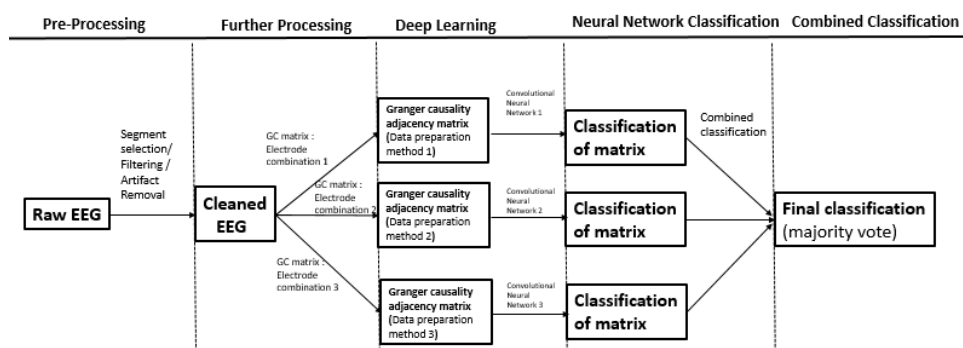 Pre-Processing
Further Processing
Deep Learning
Neural Network Classification
Combined Classification
Segment
selection/
Filtering /
Artifact
Removal
Raw EEG
Cleaned
EEG
GC matrix :
Electrode
combination 1
GC matrix :
Electrode
combination 2
GC matrix :
Electrode
combination 3
Granger causality
adjacency matrix
(Data preparation
method 1)
Granger causality
adjacency matrix
(Data preparation
method 2)
Granger causality
adjacency matrix
(Data preparation
method 3)
Convolutional
Neural
Network 1
Convolutional
Neural
Network 2
Convolutional
Neural
Network 3
Classification
of matrix
Classification
of matrix
Classification
of matrix
Combined
classification
Final classification
(majority vote)